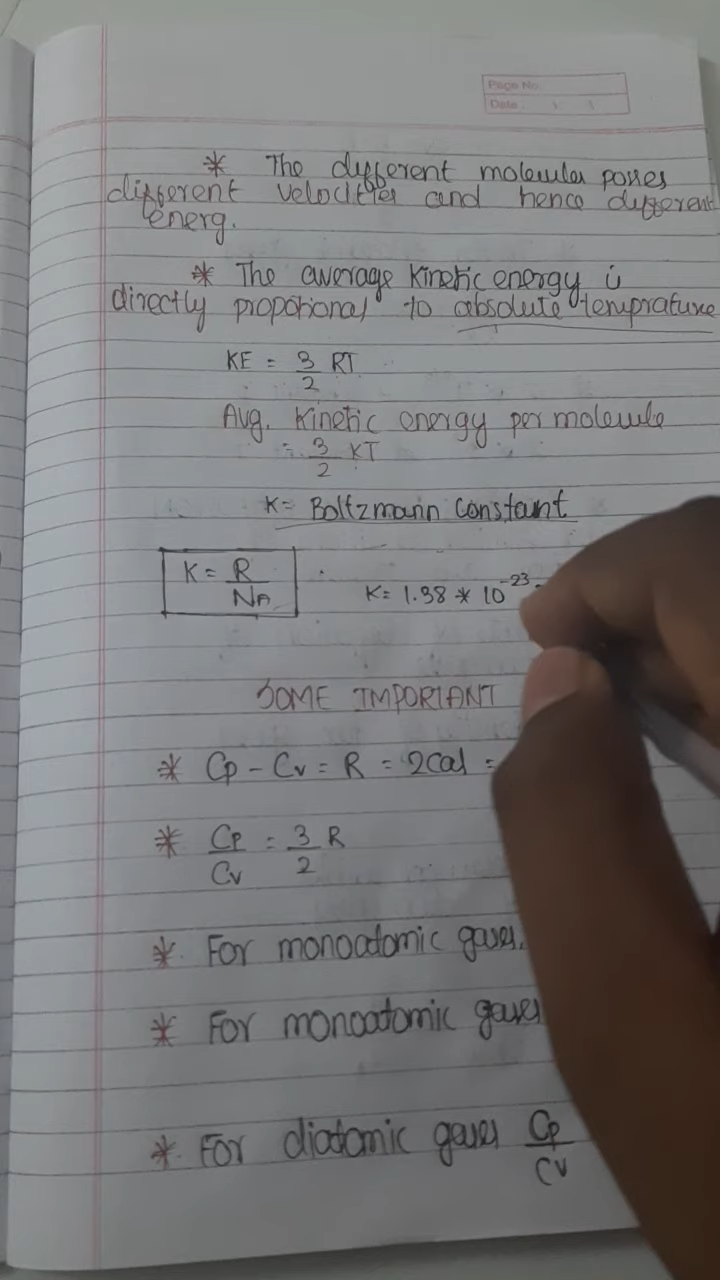 Page No.
Date
* The different molecules posses
different velocities and hence different
energ.
* The average kinetic energy is
directly propotional to absolute temprature
KE = 3/2 RT
Avg. kinetic energy per molecule
= 3/2 KT
K = Boltzmann constant
K = R/NA
K = 1.38 * 10^-23
SOME IMPORTANT
* Cp - Cv = R = 2Cal =
* Cp/Cv = 3/2 R
* For monoatomic gases
* For monoatomic gases
* For diatomic gases Cp/Cv